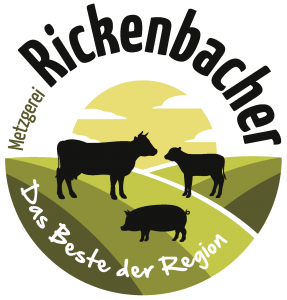 Metzgerei
Rickenbacher
Das Beste der Region